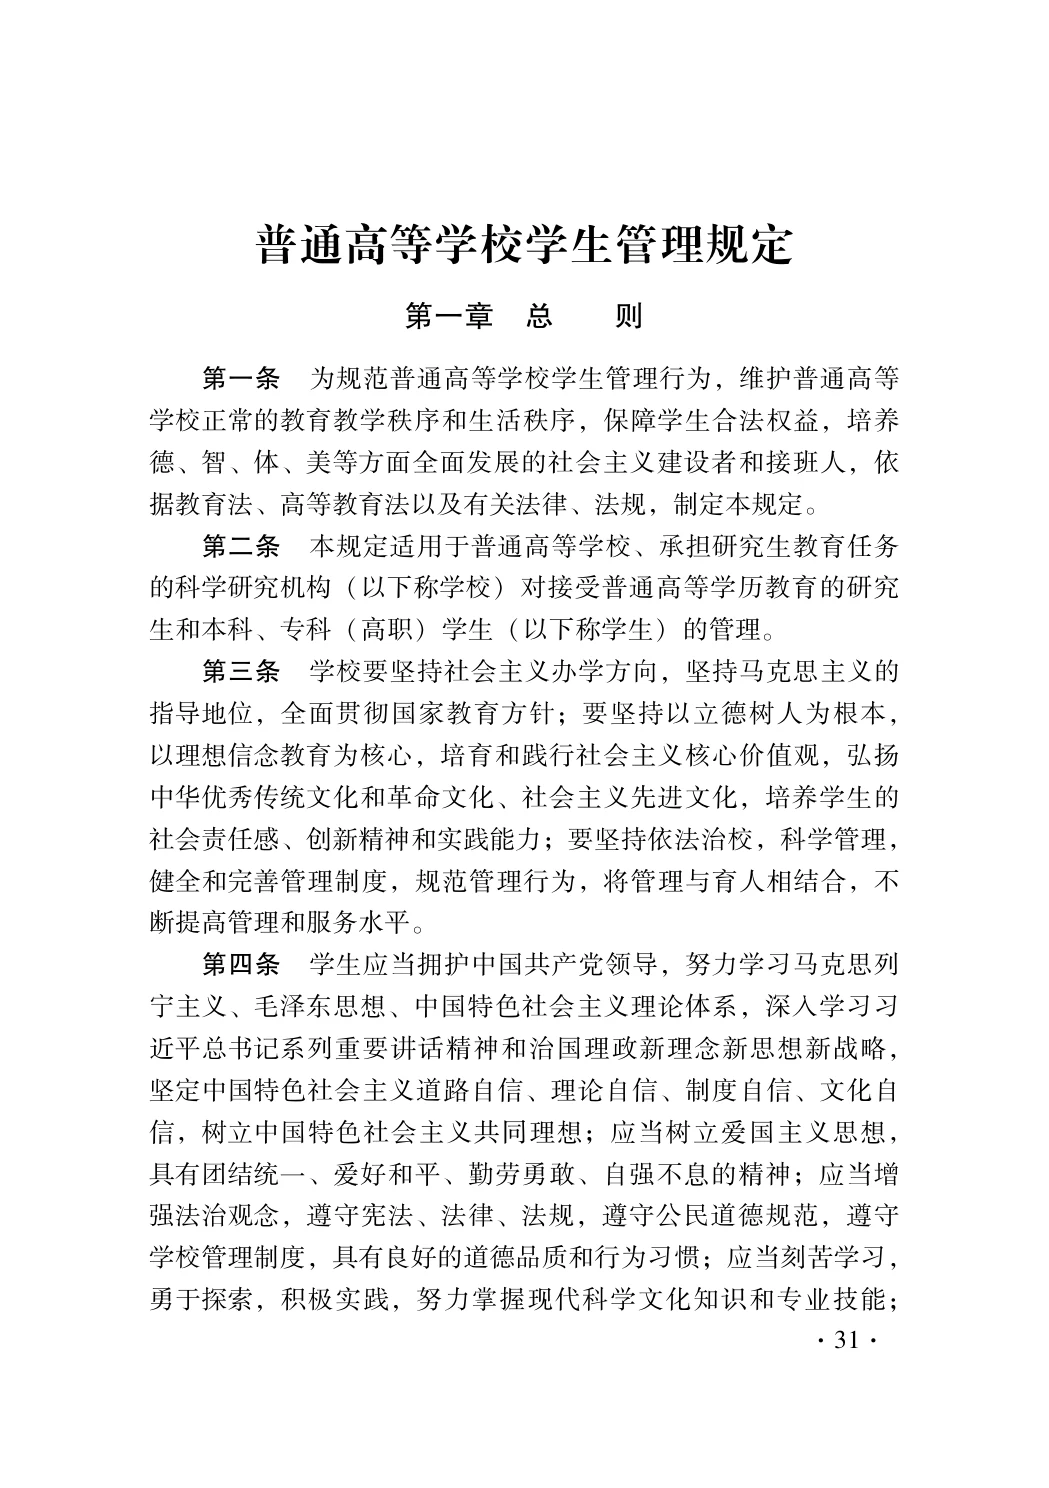 普通高等学校学生管理规定
第一章　总　　则
第一条　为规范普通高等学校学生管理行为，维护普通高等
学校正常的教育教学秩序和生活秩序，保障学生合法权益，培养
德、智、体、美等方面全面发展的社会主义建设者和接班人，依
据教育法、高等教育法以及有关法律、法规，制定本规定。
第二条　本规定适用于普通高等学校、承担研究生教育任务
的科学研究机构（以下称学校）对接受普通高等学历教育的研究
生和本科、专科（高职）学生（以下称学生）的管理。
第三条　学校要坚持社会主义办学方向，坚持马克思主义的
指导地位，全面贯彻国家教育方针；要坚持以立德树人为根本，
以理想信念教育为核心，培育和践行社会主义核心价值观，弘扬
中华优秀传统文化和革命文化、社会主义先进文化，培养学生的
社会责任感、创新精神和实践能力；要坚持依法治校，科学管理，
健全和完善管理制度，规范管理行为，将管理与育人相结合，不
断提高管理和服务水平。
第四条　学生应当拥护中国共产党领导，努力学习马克思列
宁主义、毛泽东思想、中国特色社会主义理论体系，深入学习习
近平总书记系列重要讲话精神和治国理政新理念新思想新战略，
坚定中国特色社会主义道路自信、理论自信、制度自信、文化自
信，树立中国特色社会主义共同理想；应当树立爱国主义思想，
具有团结统一、爱好和平、勤劳勇敢、自强不息的精神；应当增
强法治观念，遵守宪法、法律、法规，遵守公民道德规范，遵守
学校管理制度，具有良好的道德品质和行为习惯；应当刻苦学习，
勇于探索，积极实践，努力掌握现代科学文化知识和专业技能；
· 31 ·